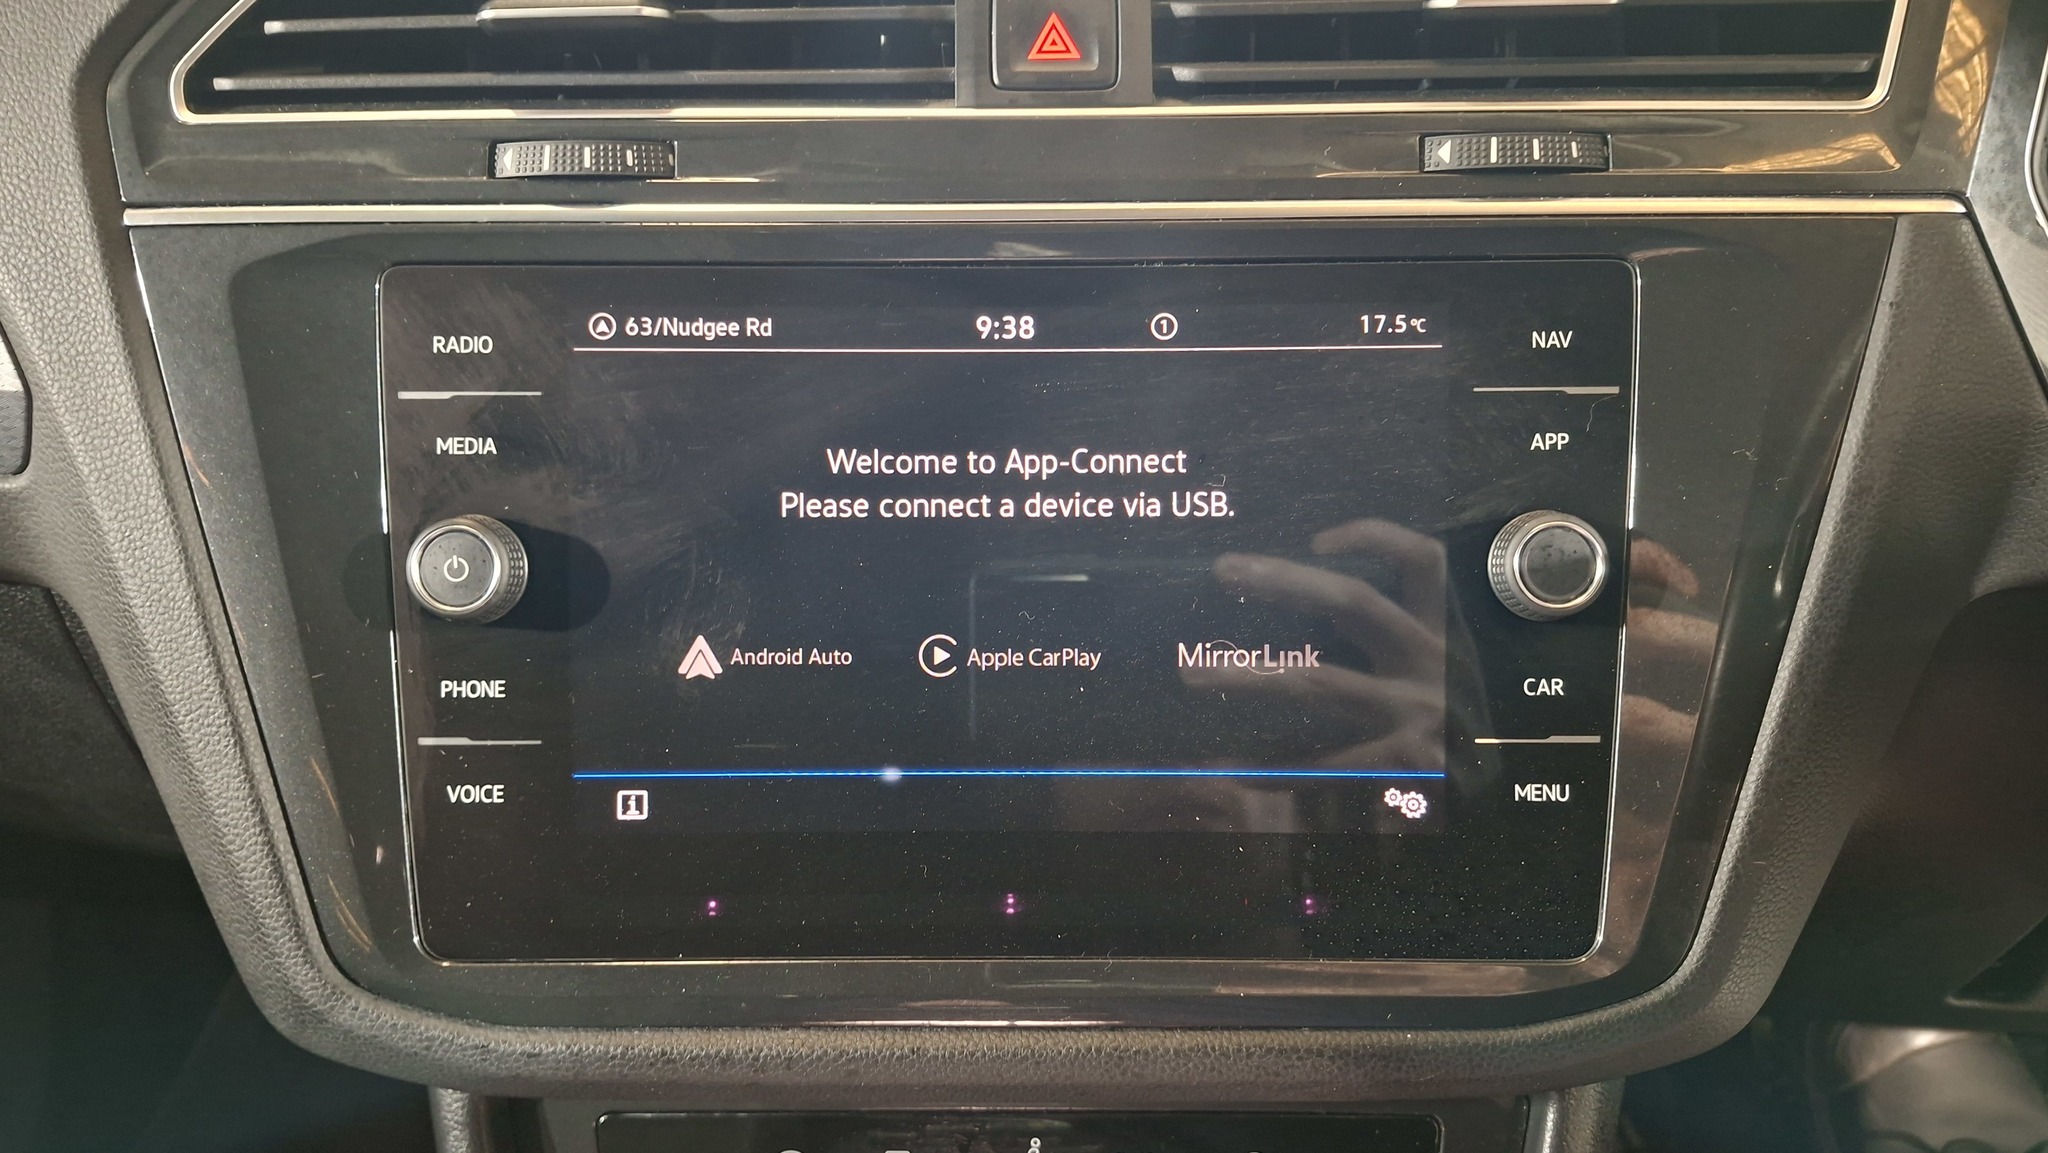 RADIO
MEDIA
PHONE
VOICE
63/Nudgee Rd 9:38 1 17.5°C
Welcome to App-Connect
Please connect a device via USB.
Android Auto Apple CarPlay MirrorLink
i
NAV
APP
CAR
MENU